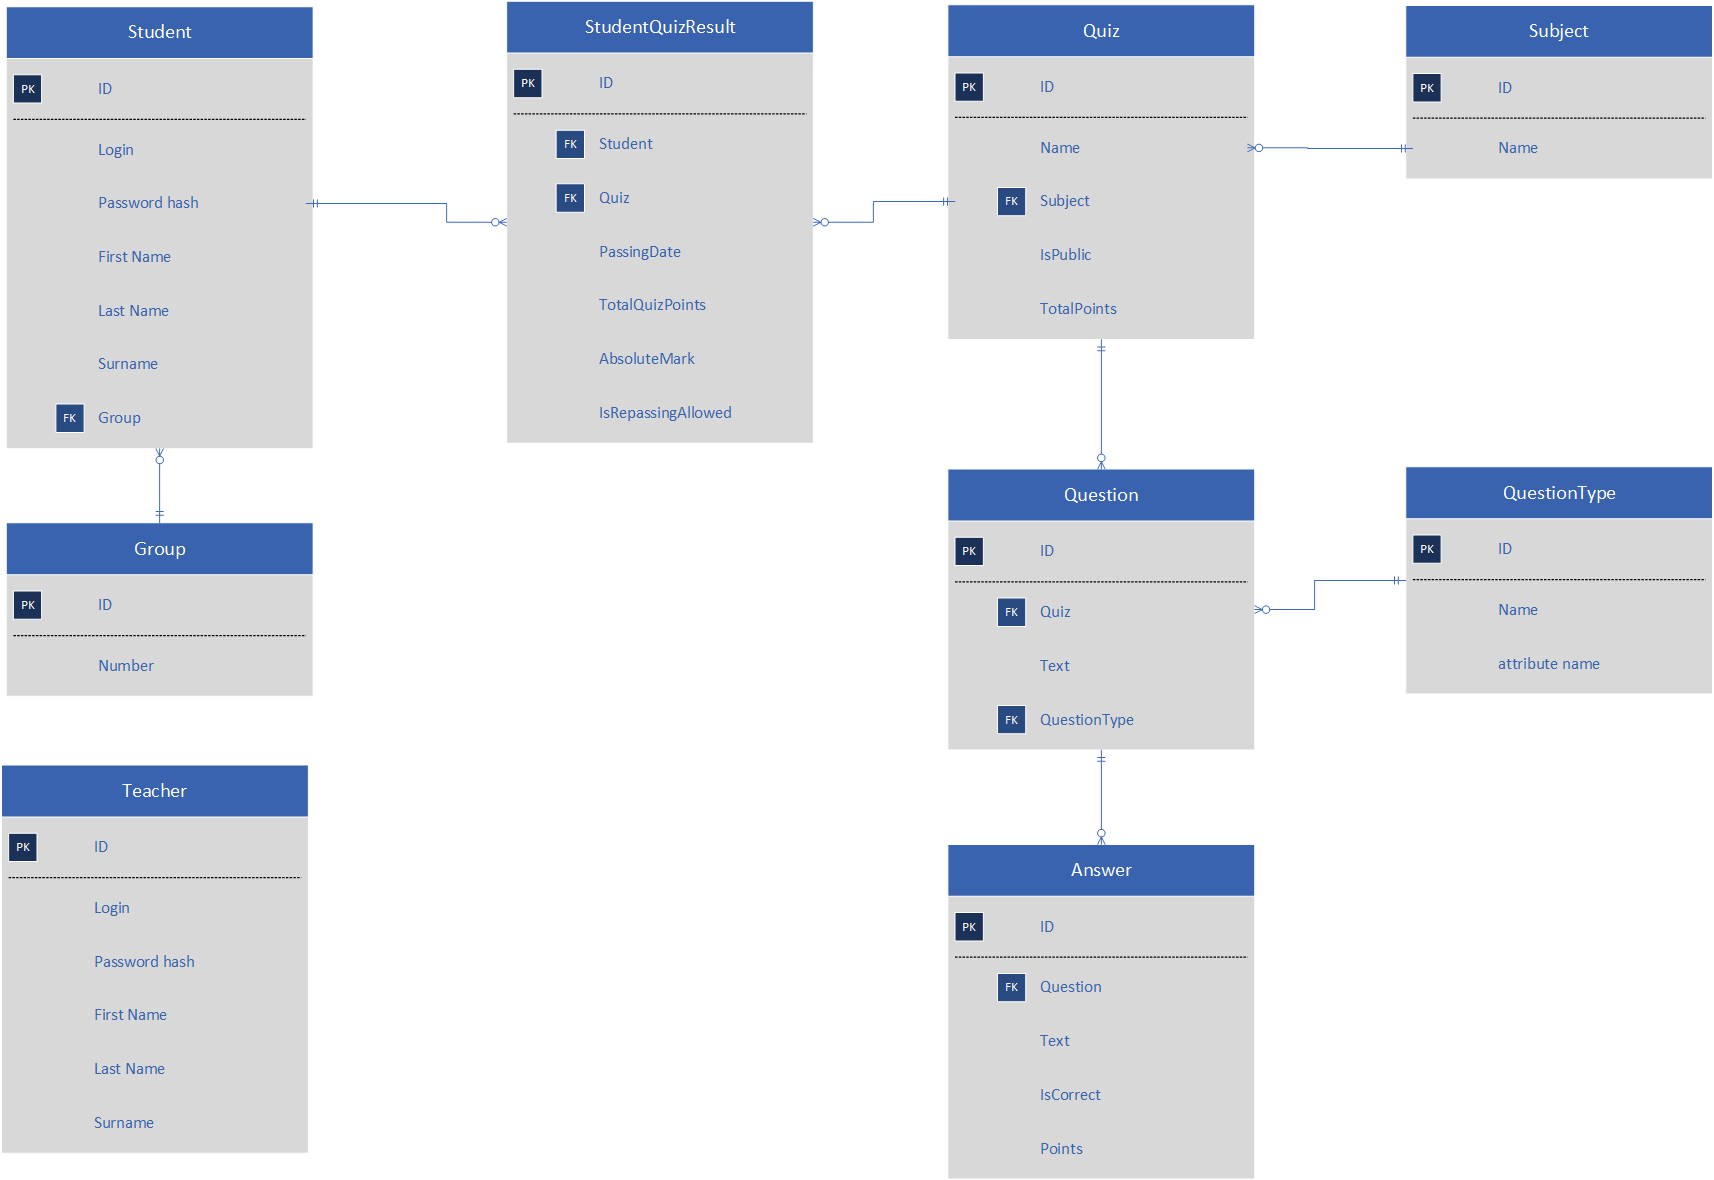 Student
PK ID
Login
Password hash
First Name
Last Name
Surname
FK Group
StudentQuizResult
PK ID
FK Student
FK Quiz
PassingDate
TotalQuizPoints
AbsoluteMark
IsRepassingAllowed
Quiz
PK ID
Name
FK Subject
IsPublic
TotalPoints
Subject
PK ID
Name
Group
PK ID
Number
Question
PK ID
FK Quiz
Text
FK QuestionType
QuestionType
PK ID
Name
attribute name
Teacher
PK ID
Login
Password hash
First Name
Last Name
Surname
Answer
PK ID
FK Question
Text
IsCorrect
Points